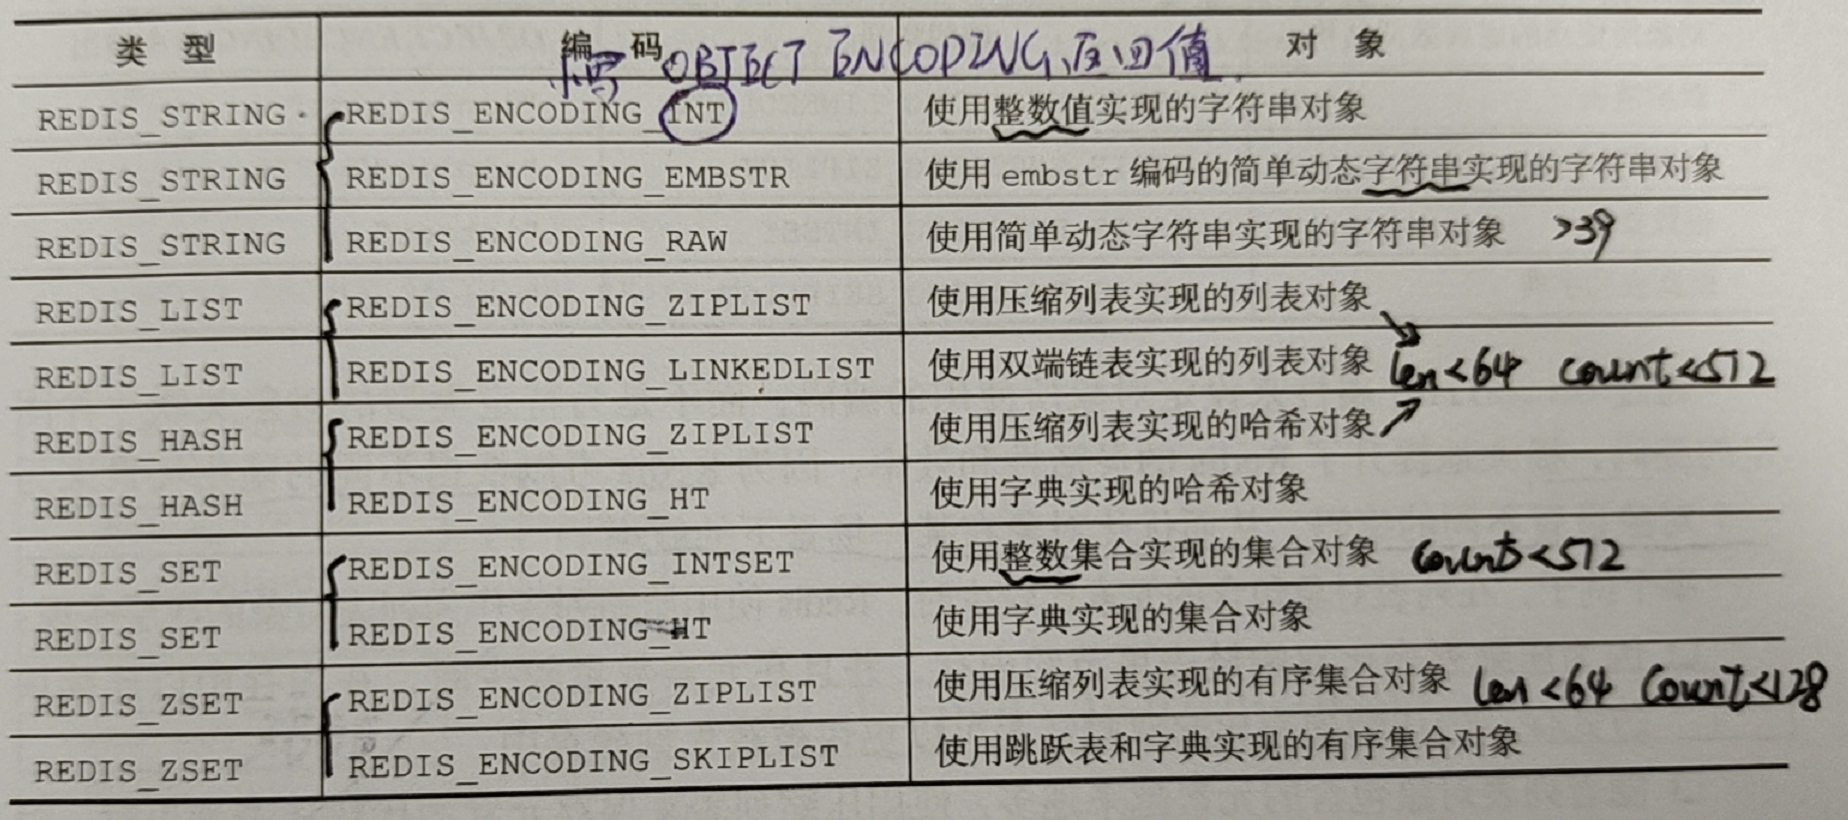 类 型 编 码 对 象
OBJECT ENCODING 返回值
REDIS_STRING REDIS_ENCODING_INT 使用整数值实现的字符串对象
REDIS_STRING REDIS_ENCODING_EMBSTR 使用 embstr 编码的简单动态字符串实现的字符串对象
REDIS_STRING REDIS_ENCODING_RAW 使用简单动态字符串实现的字符串对象 >39
REDIS_LIST REDIS_ENCODING_ZIPLIST 使用压缩列表实现的列表对象
REDIS_LIST REDIS_ENCODING_LINKEDLIST 使用双端链表实现的列表对象 len<64 count<512
REDIS_HASH REDIS_ENCODING_ZIPLIST 使用压缩列表实现的哈希对象
REDIS_HASH REDIS_ENCODING_HT 使用字典实现的哈希对象
REDIS_SET REDIS_ENCODING_INTSET 使用整数集合实现的集合对象 count<512
REDIS_SET REDIS_ENCODING_HT 使用字典实现的集合对象
REDIS_ZSET REDIS_ENCODING_ZIPLIST 使用压缩列表实现的有序集合对象 len<64 count<128
REDIS_ZSET REDIS_ENCODING_SKIPLIST 使用跳跃表和字典实现的有序集合对象